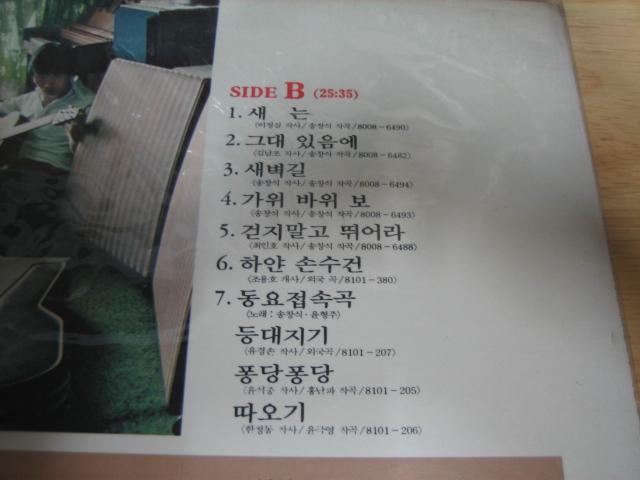 SIDE B (25:35)
1. 새 는
(이정실 작사/송창식 작곡/8008-6490)
2. 그대 있음에
(김남조 작사/송창식 작곡/8008-6482)
3. 새벽길
(송창식 작사/송창식 작곡/8008-6494)
4. 가위 바위 보
(송창식 작사/송창식 작곡/8008-6493)
5. 걷지말고 뛰어라
(최인호 작사/송창식 작곡/8008-6488)
6. 하얀 손수건
(조용호 개사/외국 곡/8101-380)
7. 동요접속곡
(노래 : 송창식·윤형주)
등대지기
(유경손 작사/외국곡/8101-207)
퐁당퐁당
(윤석중 작사/홍난파 작곡/8101-205)
따오기
(한정동 작사/윤극영 작곡/8101-206)